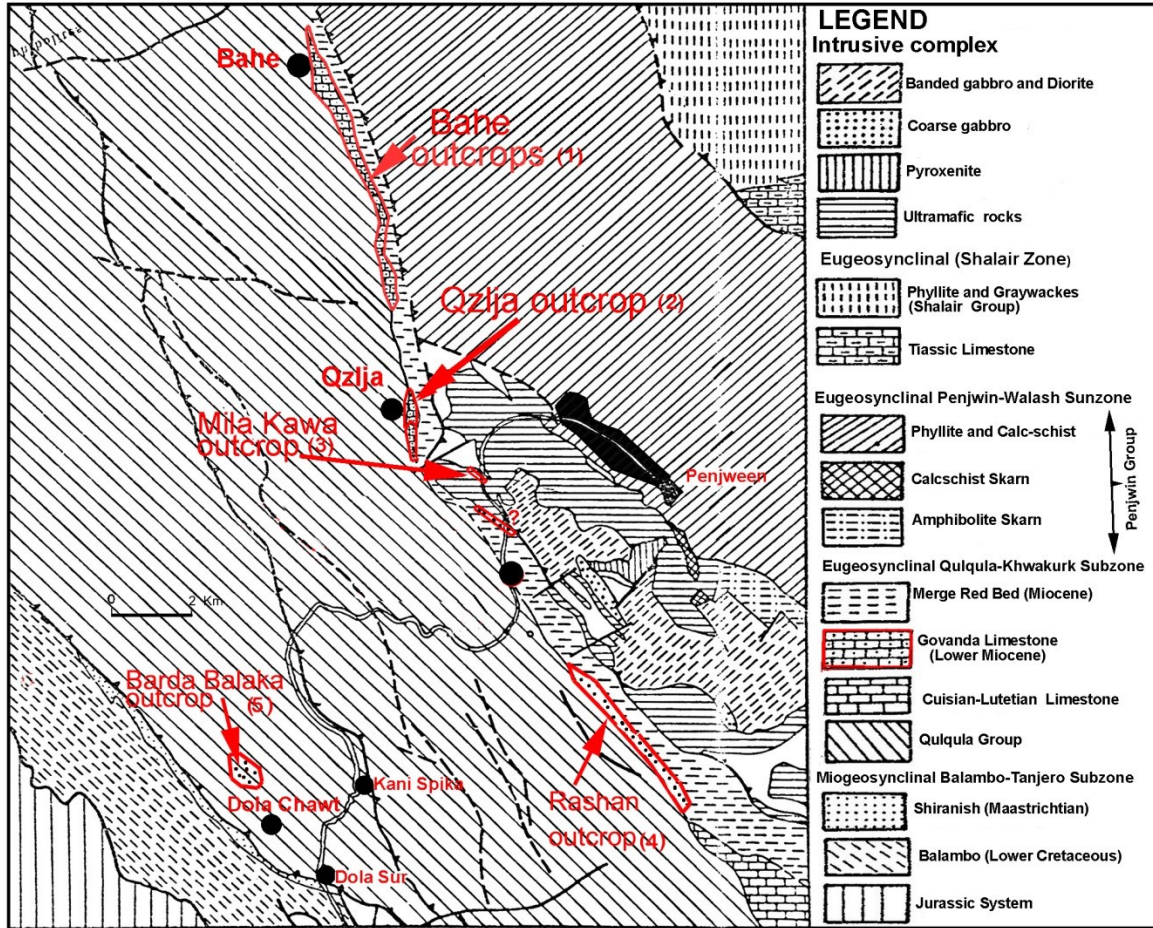 Bahe
Bahe
outcrops (1)
Qzlja outcrop (2)
Qzlja
Mila Kawa
outcrop (3)
Penjween
?
0 2 Km
Barda Balaka
outcrop
(5)
Kani Spika
Dola Chawt
Rashan
outcrop (4)
Dola Sur
LEGEND
Intrusive complex
Banded gabbro and Diorite
Coarse gabbro
Pyroxenite
Ultramafic rocks
Eugeosynclinal (Shalair Zone)
Phyllite and Graywackes
(Shalair Group)
Tiassic Limestone
Eugeosynclinal Penjwin-Walash Sunzone
Phyllite and Calc-schist
Calcschist Skarn
Amphibolite Skarn
Penjwin Group
Eugeosynclinal Qulqula-Khwakurk Subzone
Merge Red Bed (Miocene)
Govanda Limestone
(Lower Miocene)
Cuisian-Lutetian Limestone
Qulqula Group
Miogeosynclinal Balambo-Tanjero Subzone
Shiranish (Maastrichtian)
Balambo (Lower Cretaceous)
Jurassic System